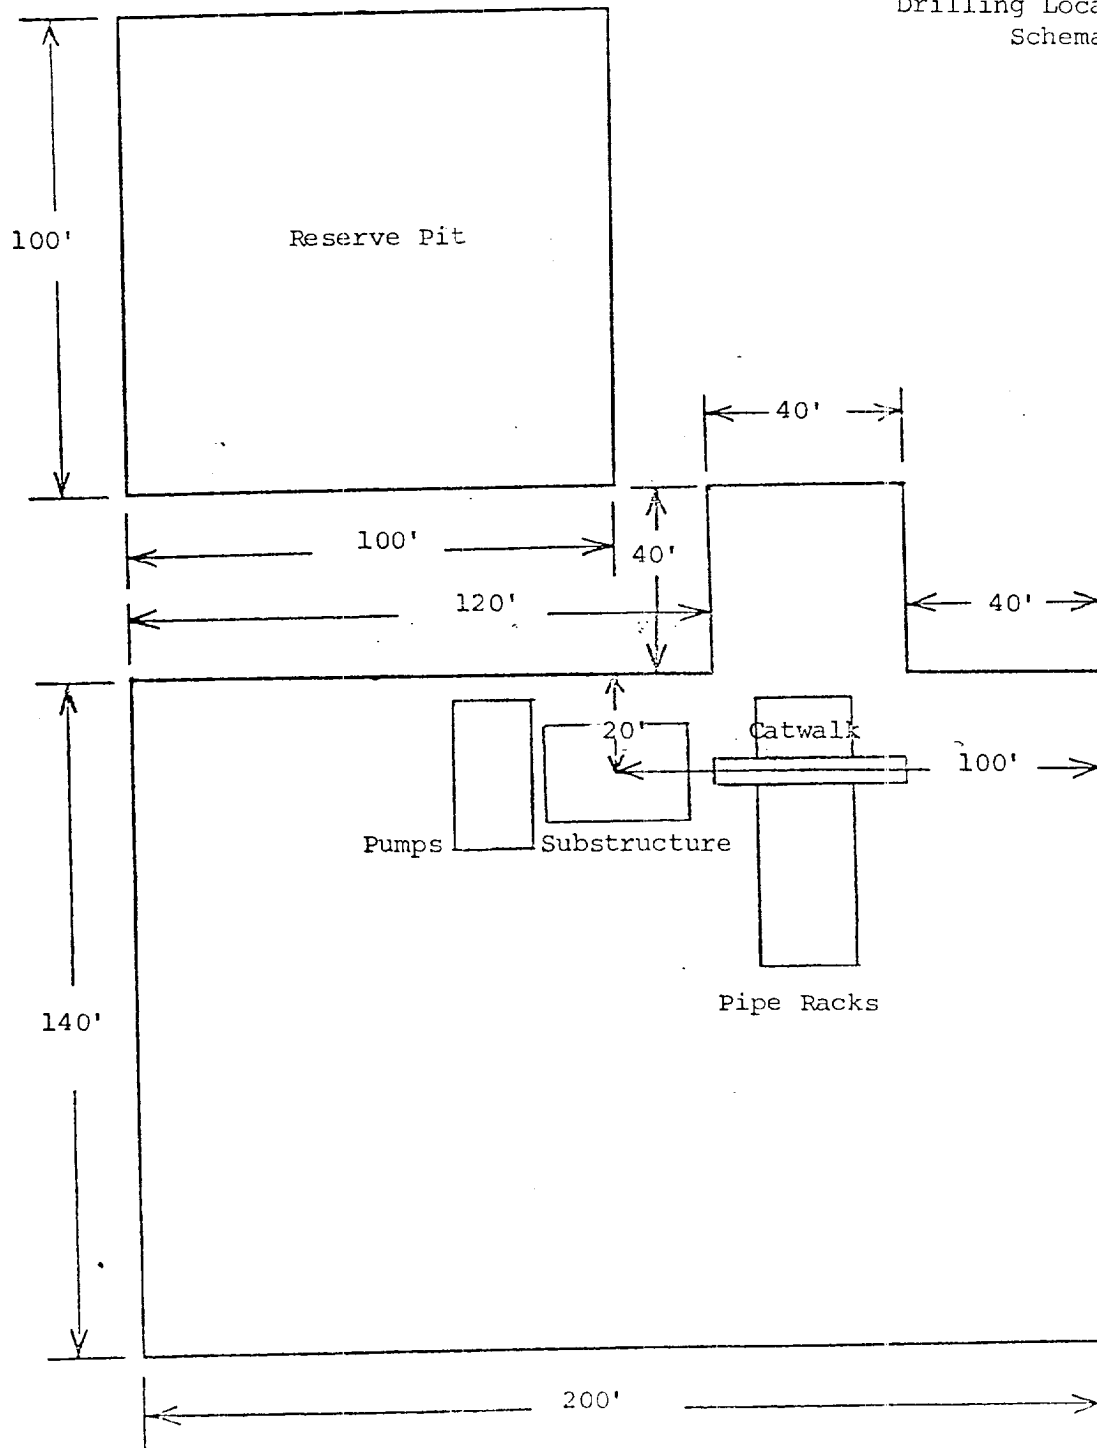 Drilling Loca
Schema
100'
Reserve Pit
40'
100'
40'
120'
40'
20'
Catwalk
100'
Pumps
Substructure
Pipe Racks
140'
200'